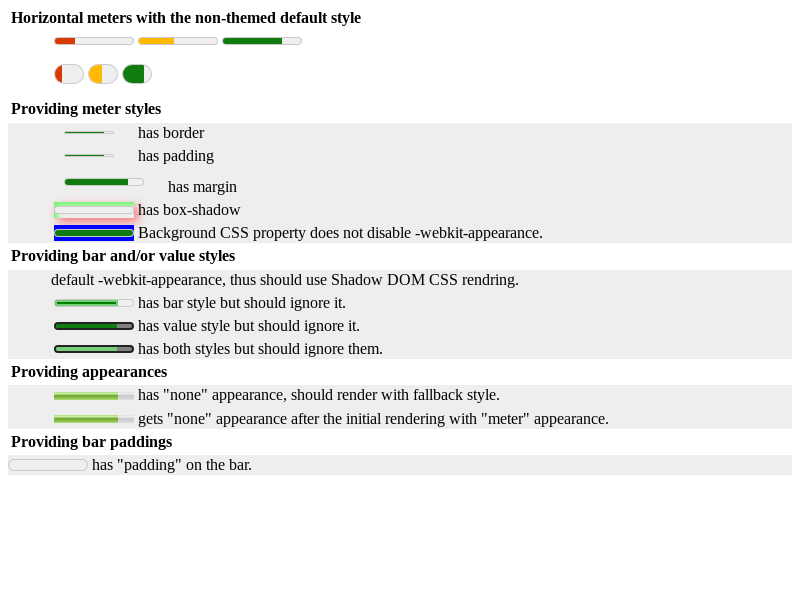 Horizontal meters with the non-themed default style
Providing meter styles
has border
has padding
has margin
has box-shadow
Background CSS property does not disable -webkit-appearance.
Providing bar and/or value styles
default -webkit-appearance, thus should use Shadow DOM CSS rendring.
has bar style but should ignore it.
has value style but should ignore it.
has both styles but should ignore them.
Providing appearances
has "none" appearance, should render with fallback style.
gets "none" appearance after the initial rendering with "meter" appearance.
Providing bar paddings
has "padding" on the bar.